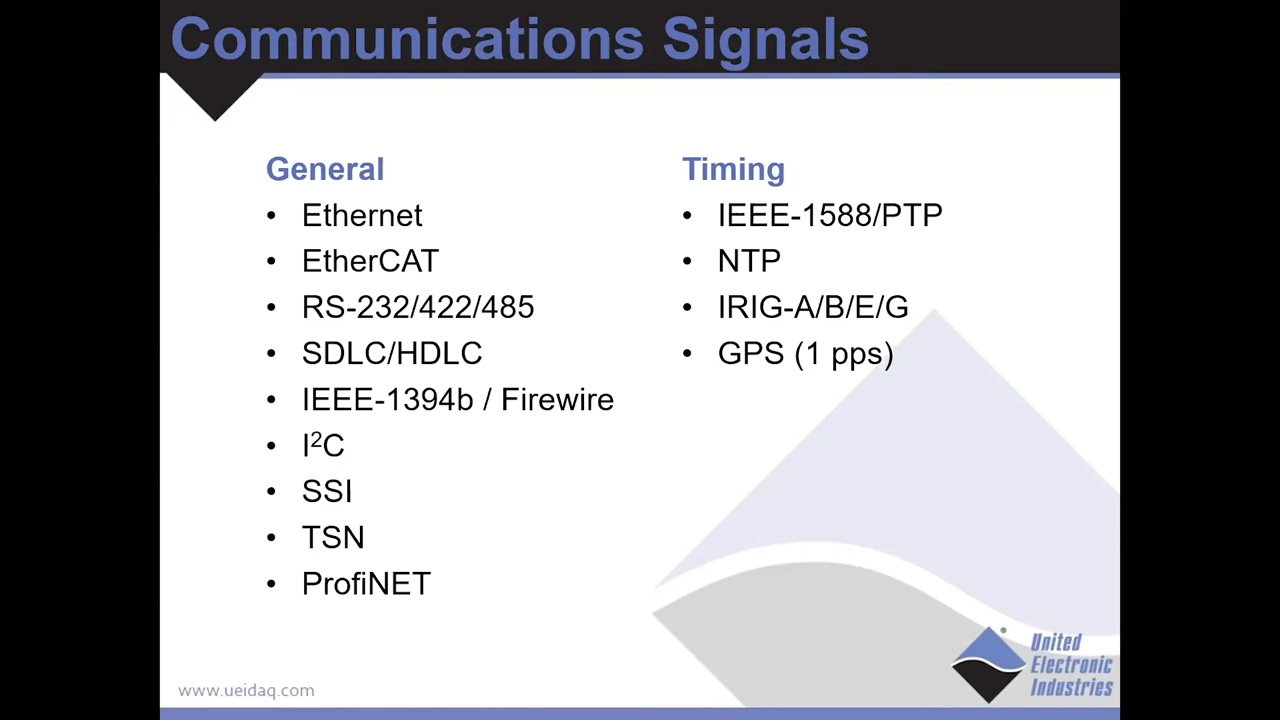 Communications Signals
General
• Ethernet
• EtherCAT
• RS-232/422/485
• SDLC/HDLC
• IEEE-1394b / Firewire
• I²C
• SSI
• TSN
• ProfiNET
Timing
• IEEE-1588/PTP
• NTP
• IRIG-A/B/E/G
• GPS (1 pps)
www.ueidaq.com
United
Electronic
Industries
®